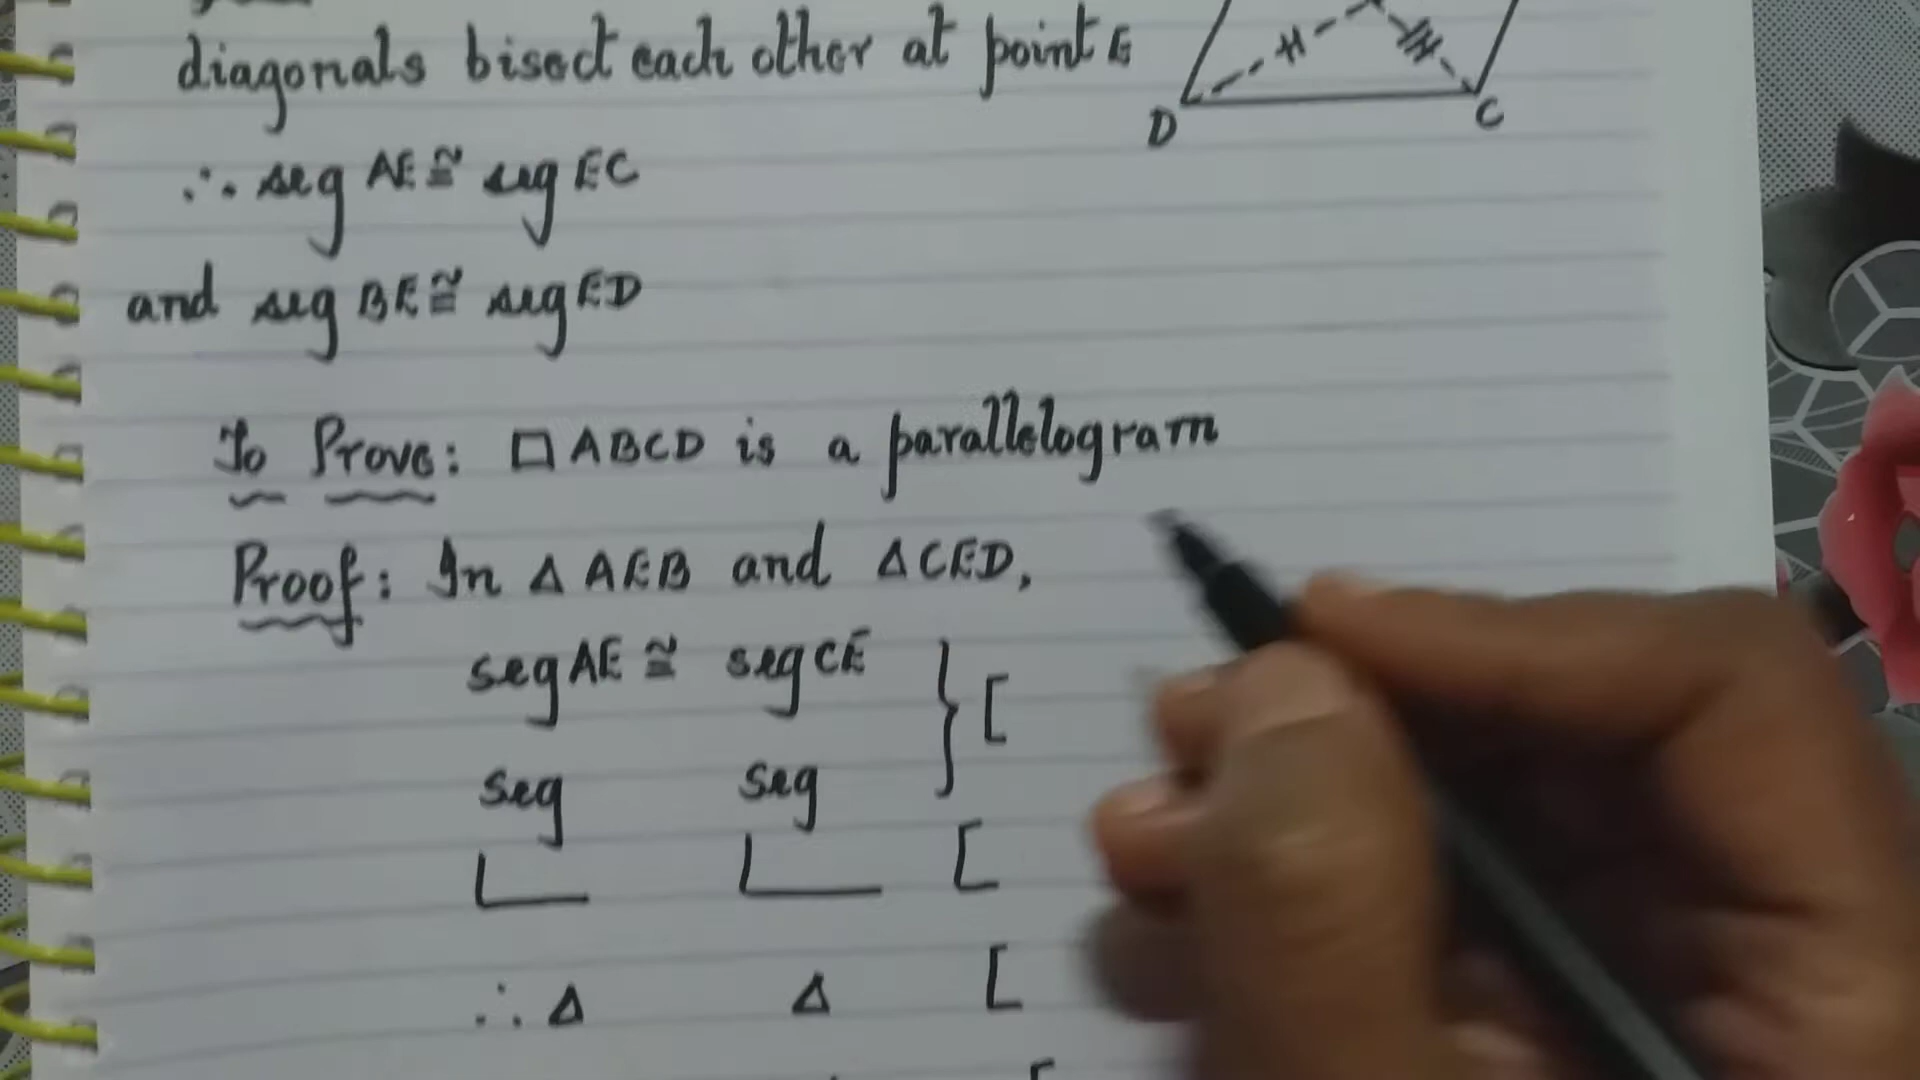 diagonals bisect each other at point E
D
C
∴ seg AE ≅ seg EC
and seg BE ≅ seg ED
To Prove: □ ABCD is a parallelogram
Proof: In Δ AEB and Δ CED,
seg AE ≅ seg CE } [
seg seg
∟ ∟ [
∴ Δ Δ [